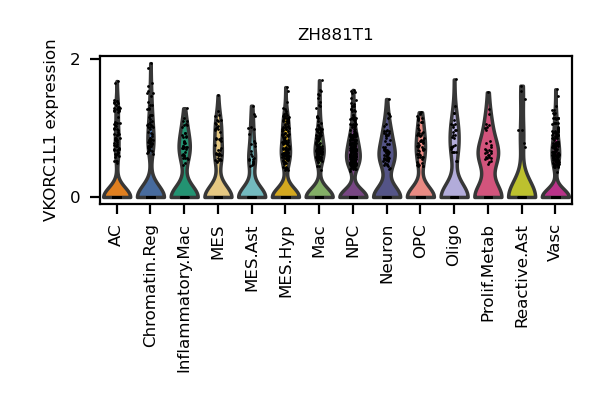 ZH881T1
VKORC1L1 expression
2
0
AC
Chromatin.Reg
Inflammatory.Mac
MES
MES.Ast
MES.Hyp
Mac
NPC
Neuron
OPC
Oligo
Prolif.Metab
Reactive.Ast
Vasc